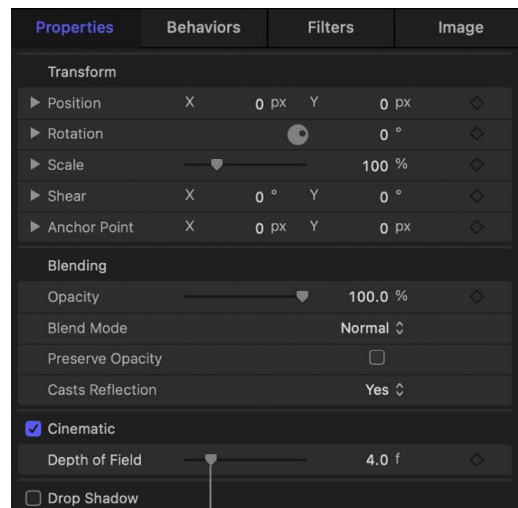 Properties Behaviors Filters Image
Transform
Position X 0 px Y 0 px
Rotation 0 °
Scale 100 %
Shear X 0 ° Y 0 °
Anchor Point X 0 px Y 0 px
Blending
Opacity 100.0 %
Blend Mode Normal
Preserve Opacity
Casts Reflection Yes
Cinematic
Depth of Field 4.0 f
Drop Shadow